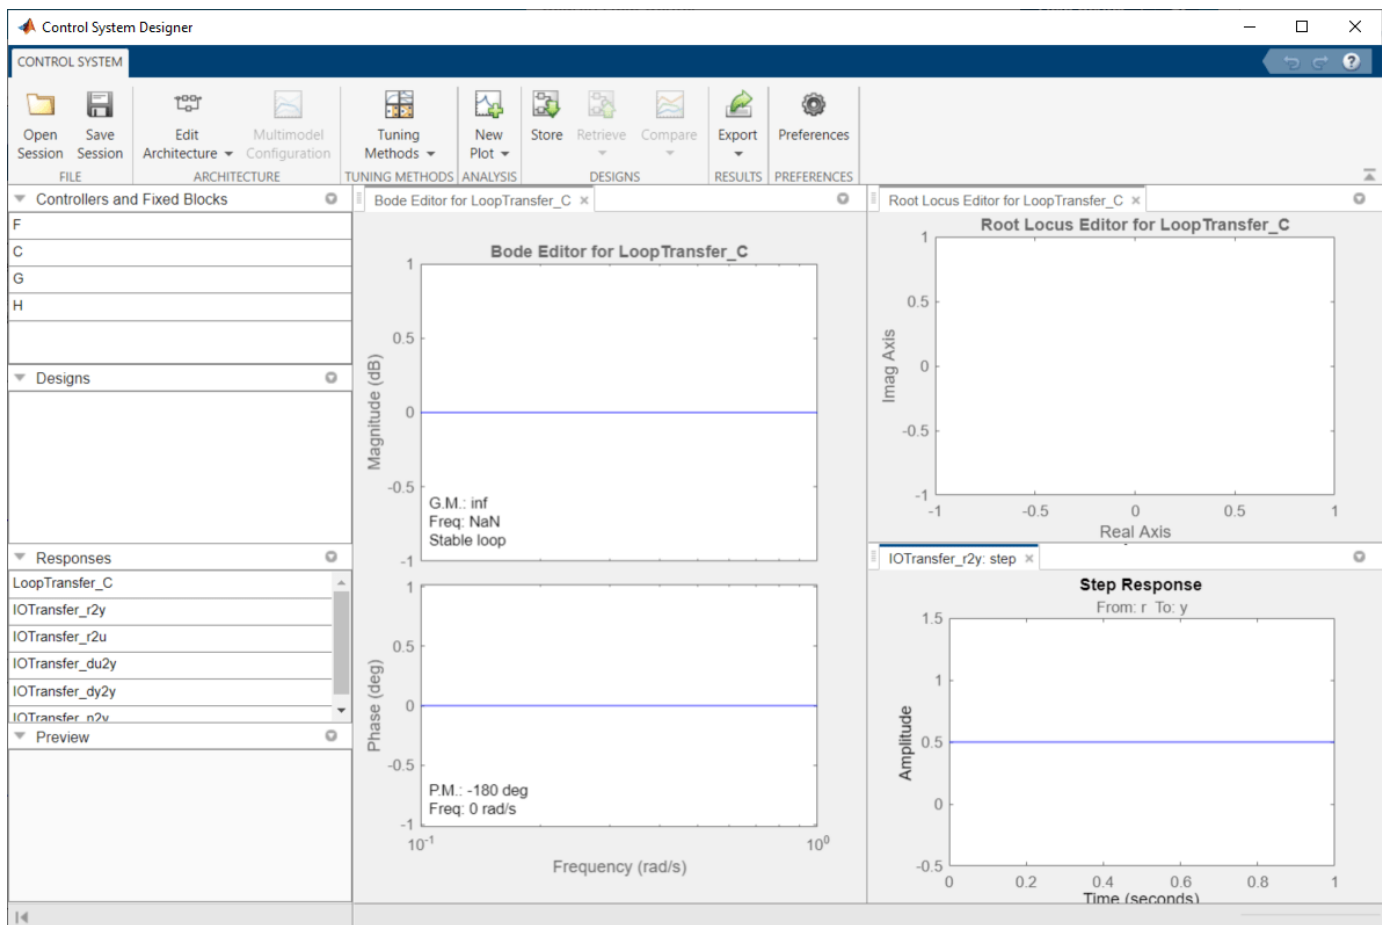 Control System Designer
CONTROL SYSTEM
Open Session
Save Session
Edit Architecture
Multimodel Configuration
Tuning Methods
New Plot
Store
Retrieve
Compare
Export
Preferences
FILE
ARCHITECTURE
TUNING METHODS
ANALYSIS
DESIGNS
RESULTS
PREFERENCES
Controllers and Fixed Blocks
F
C
G
H
Designs
Responses
LoopTransfer_C
IOTransfer_r2y
IOTransfer_r2u
IOTransfer_du2y
IOTransfer_dy2y
IOTransfer_n2y
Preview
Bode Editor for LoopTransfer_C
Bode Editor for LoopTransfer_C
Magnitude (dB)
1
0.5
0
-0.5
-1
G.M.: inf
Freq: NaN
Stable loop
Phase (deg)
1
0.5
0
-0.5
-1
P.M.: -180 deg
Freq: 0 rad/s
10^-1
10^0
Frequency (rad/s)
Root Locus Editor for LoopTransfer_C
Root Locus Editor for LoopTransfer_C
Imag Axis
1
0.5
0
-0.5
-1
-1
-0.5
0
0.5
1
Real Axis
IOTransfer_r2y: step
Step Response
From: r To: y
Amplitude
1.5
1
0.5
0
-0.5
0
0.2
0.4
0.6
0.8
1
Time (seconds)